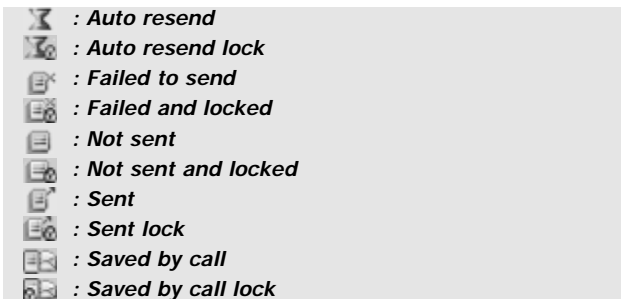 : Auto resend
: Auto resend lock
: Failed to send
: Failed and locked
: Not sent
: Not sent and locked
: Sent
: Sent lock
: Saved by call
: Saved by call lock